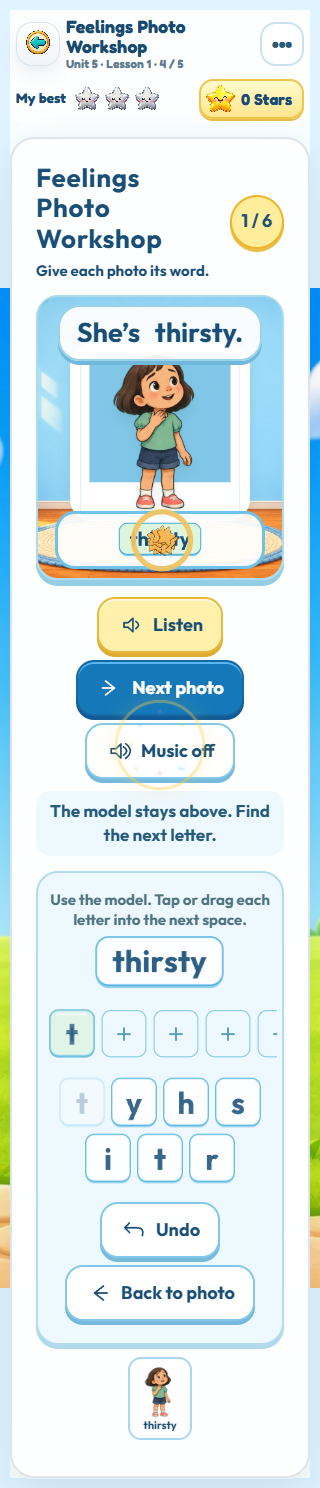 Feelings Photo
Workshop
Unit 5 · Lesson 1 · 4 / 5
My best
0 Stars
Feelings
Photo
Workshop
1 / 6
Give each photo its word.
She's thirsty.
Listen
Next photo
Music off
The model stays above. Find
the next letter.
Use the model. Tap or drag each
letter into the next space.
thirsty
t + + + +
t y h s
i t r
Undo
Back to photo
thirsty